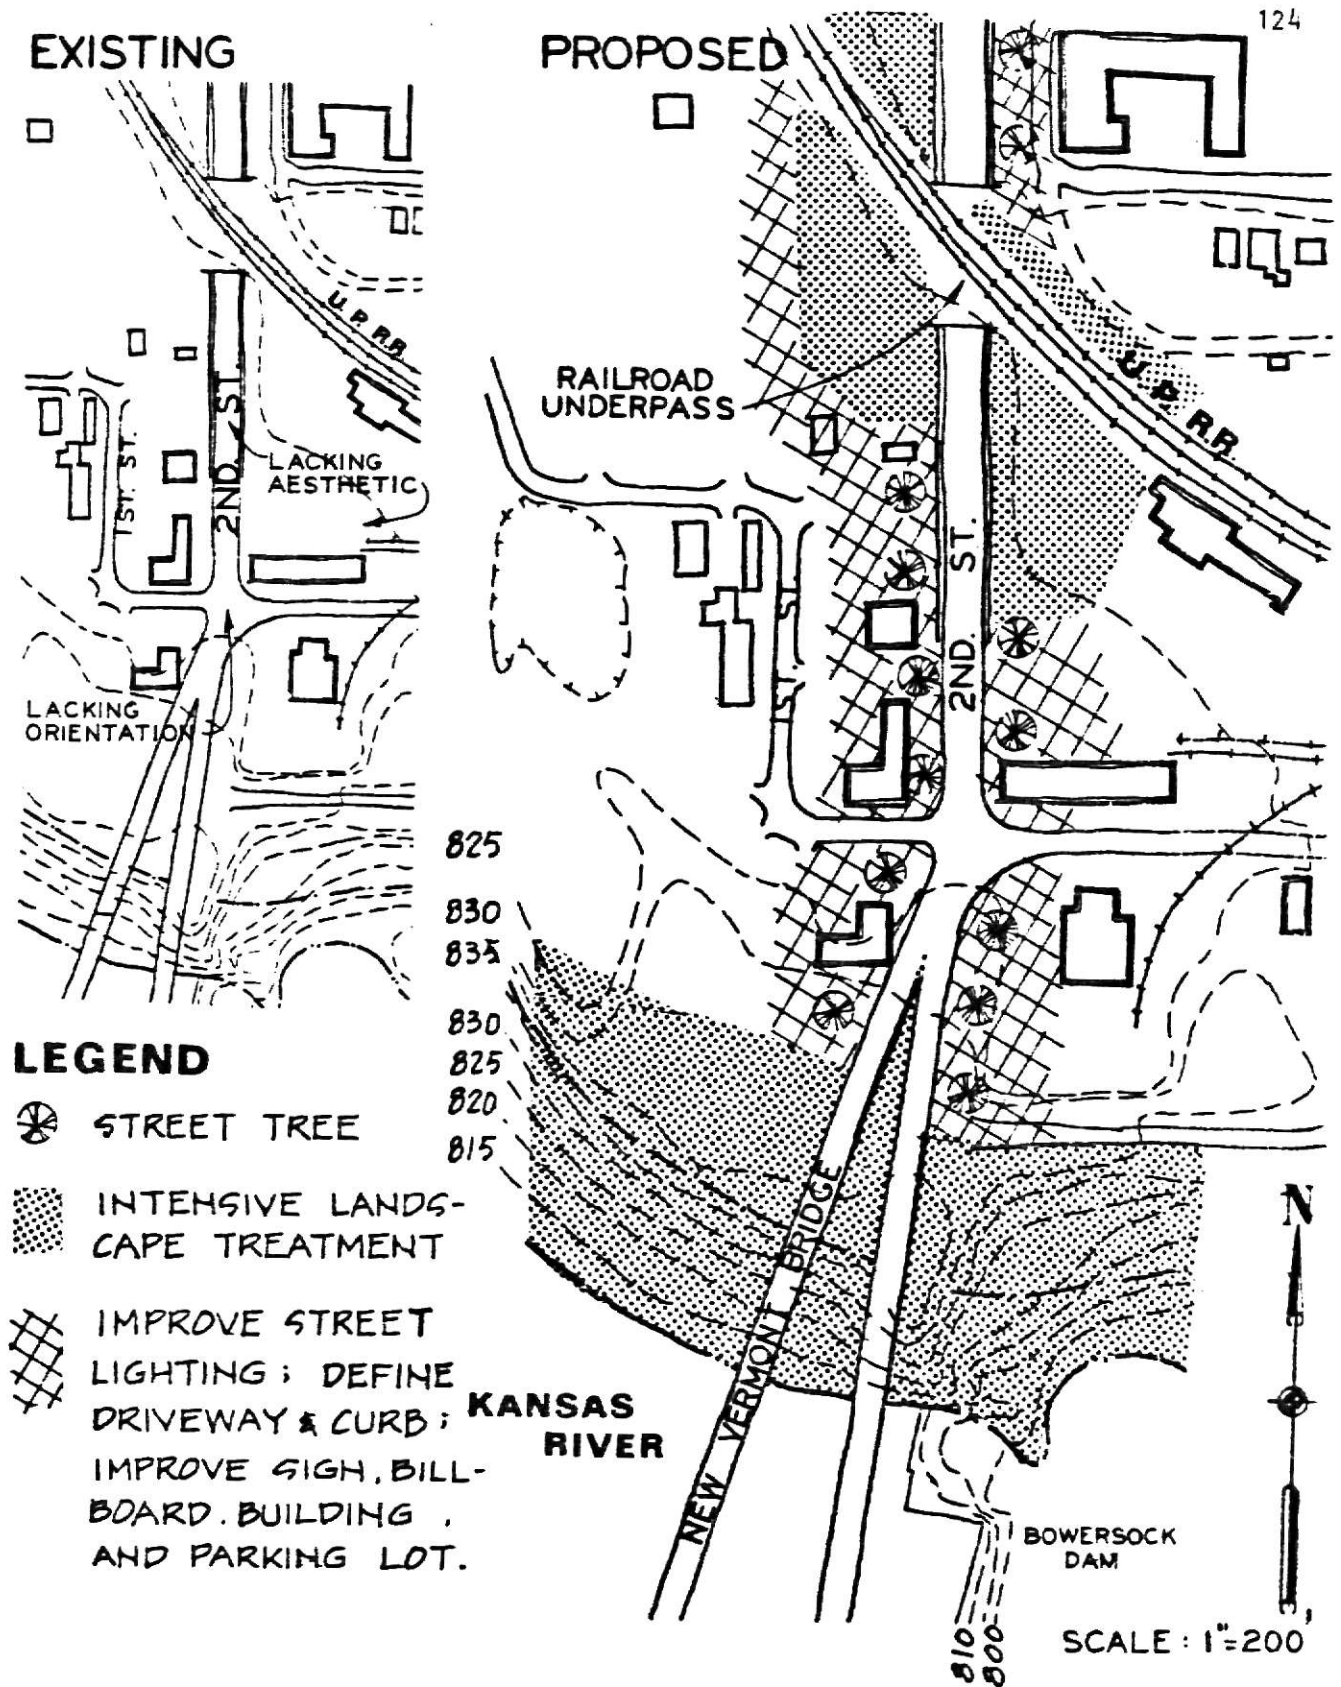 124
EXISTING
PROPOSED
U.P. R.R.
2ND. ST.
1ST. ST.
LACKING
AESTHETIC
LACKING
ORIENTATION
RAILROAD
UNDERPASS
U.P. R.R.
2ND. ST.
1ST. ST.
825
830
835
830
825
820
815
LEGEND
STREET TREE
INTENSIVE LANDS-
CAPE TREATMENT
IMPROVE STREET
LIGHTING; DEFINE
DRIVEWAY & CURB;
IMPROVE SIGN, BILL-
BOARD. BUILDING,
AND PARKING LOT.
KANSAS
RIVER
NEW VERMONT BRIDGE
N
BOWERSOCK
DAM
810
800
SCALE: 1"=200'